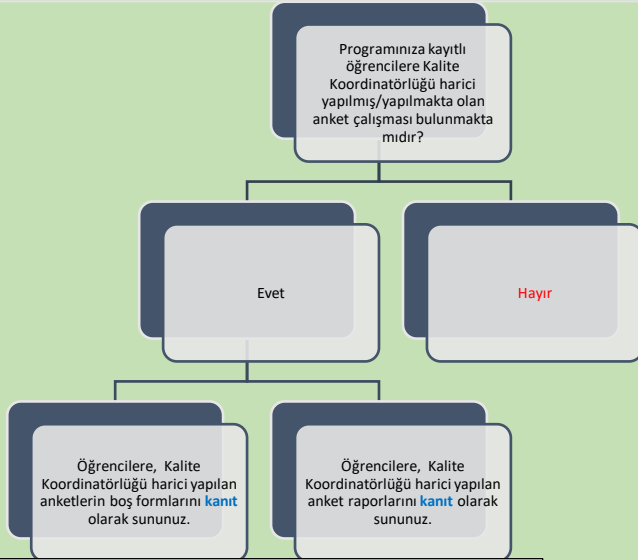 Programınıza kayıtlı
öğrencilere Kalite
Koordinatörlüğü harici
yapılmış/yapılmakta olan
anket çalışması bulunmakta
mıdır?
Evet
Hayır
Öğrencilere, Kalite
Koordinatörlüğü harici yapılan
anketlerin boş formlarını kanıt
olarak sununuz.
Öğrencilere, Kalite
Koordinatörlüğü harici yapılan
anket raporlarını kanıt olarak
sununuz.